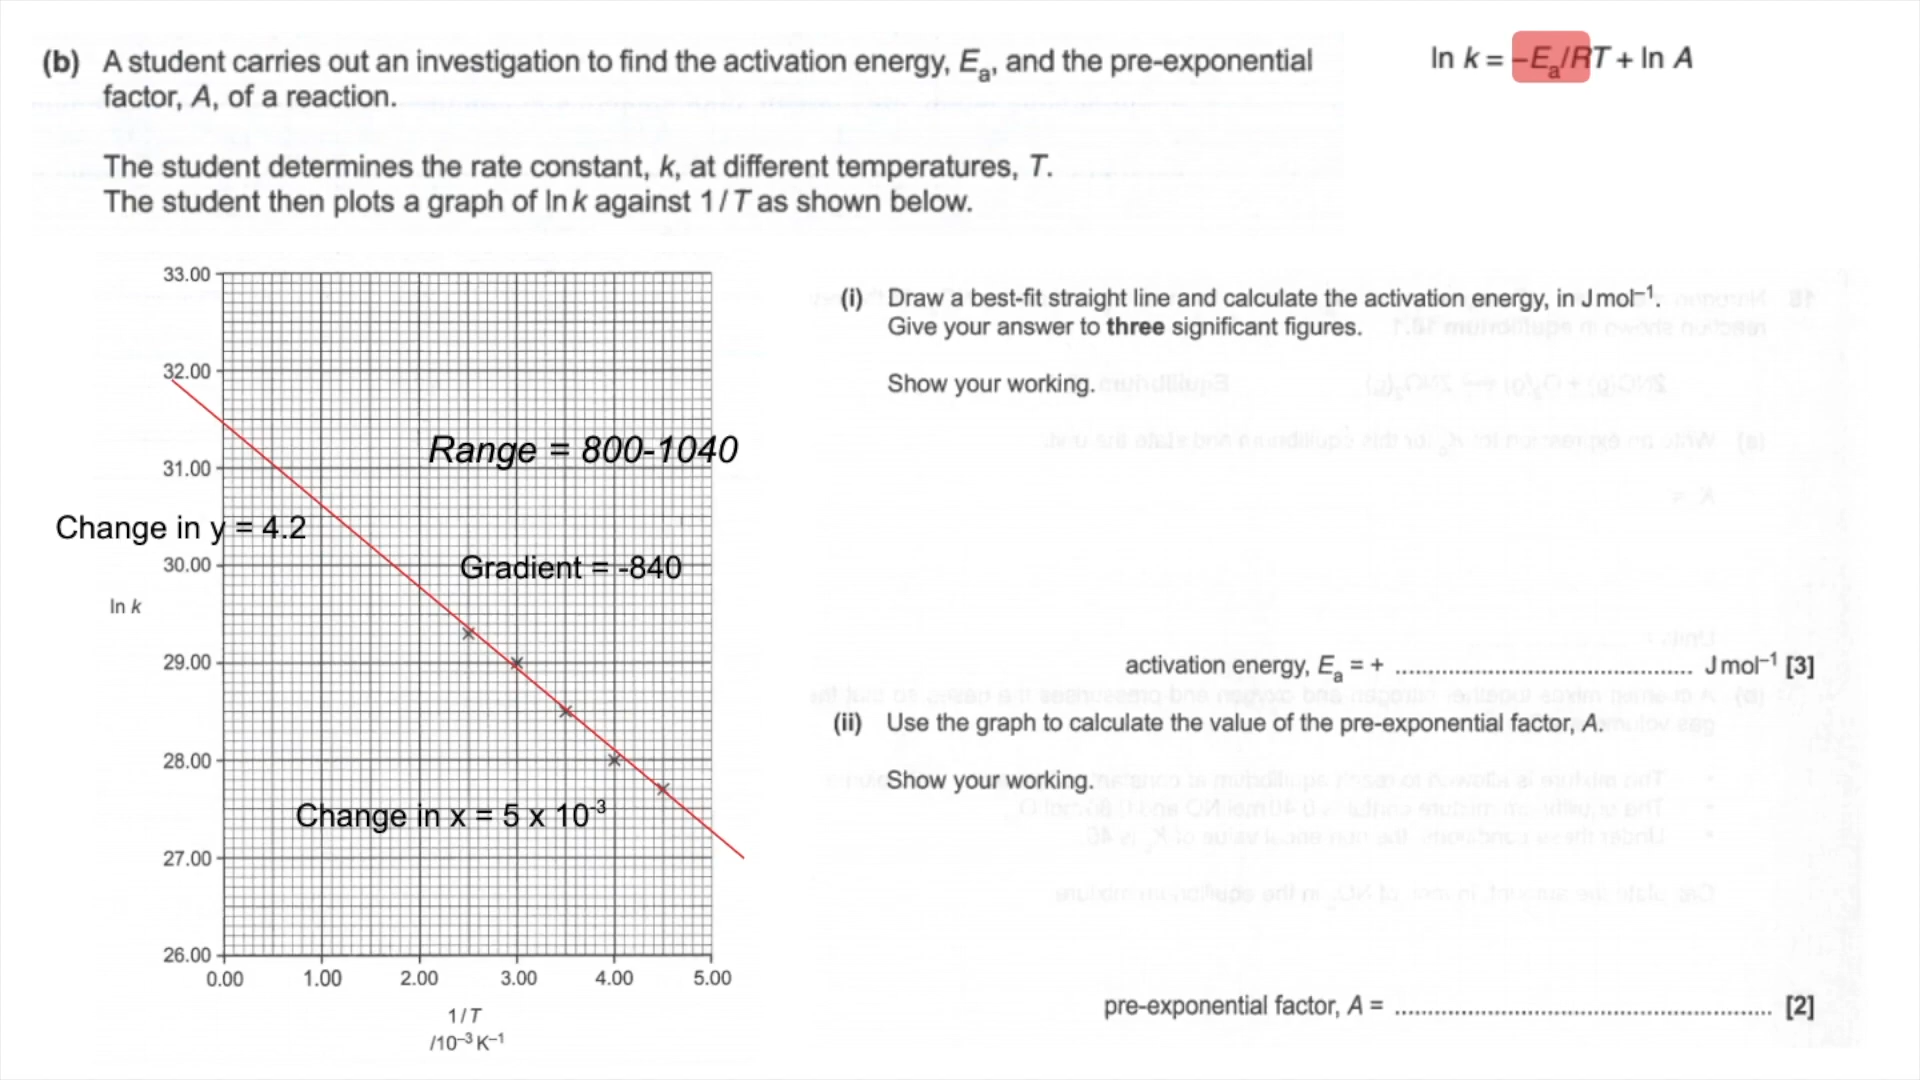 (b) A student carries out an investigation to find the activation energy, Eₐ, and the pre-exponential
factor, A, of a reaction.
ln k = –Eₐ/RT + ln A
The student determines the rate constant, k, at different temperatures, T.
The student then plots a graph of ln k against 1/T as shown below.
33.00
32.00
31.00
30.00
29.00
28.00
27.00
26.00
ln k
0.00 1.00 2.00 3.00 4.00 5.00
1/T
/10⁻³ K⁻¹
Range = 800-1040
Change in y = 4.2
Gradient = -840
Change in x = 5 x 10⁻³
(i) Draw a best-fit straight line and calculate the activation energy, in J mol⁻¹.
Give your answer to three significant figures.
Show your working.
activation energy, Eₐ = + ............................................ J mol⁻¹ [3]
(ii) Use the graph to calculate the value of the pre-exponential factor, A.
Show your working.
pre-exponential factor, A = ........................................................ [2]